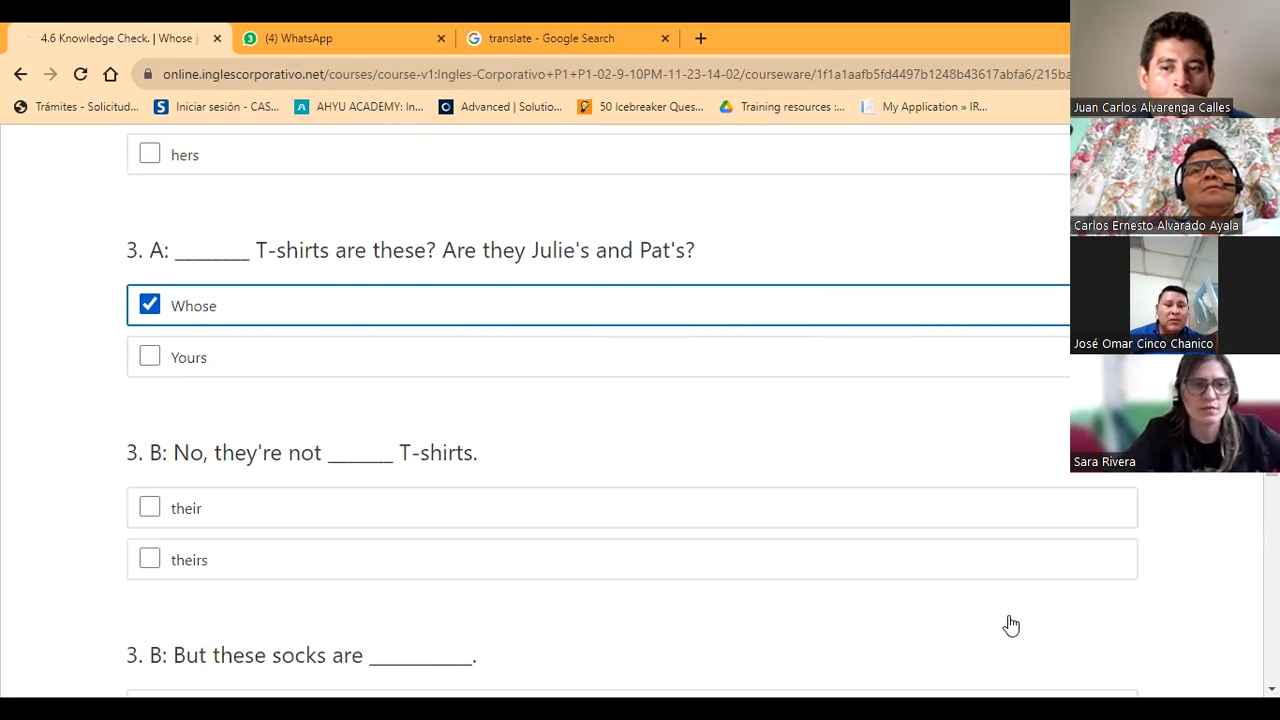 4.6 Knowledge Check. | Whose j
(4) WhatsApp
translate - Google Search
online.inglescorporativo.net/courses/course-v1:Ingles-Corporativo+P1+P1-02-9-10PM-11-23-14-02/courseware/1f1a1aafb5fd4497b1248b43617abfa6/215ba
Trámites - Solicitud...
Iniciar sesión - CAS...
AHYU ACADEMY: In...
Advanced | Solutio...
50 Icebreaker Ques...
Training resources :...
My Application » IR...
hers
3. A: ________ T-shirts are these? Are they Julie's and Pat's?
Whose
Yours
3. B: No, they're not _______ T-shirts.
their
theirs
3. B: But these socks are ___________.
Juan Carlos Alvarenga Calles
Carlos Ernesto Alvarado Ayala
José Omar Cinco Chanico
Sara Rivera